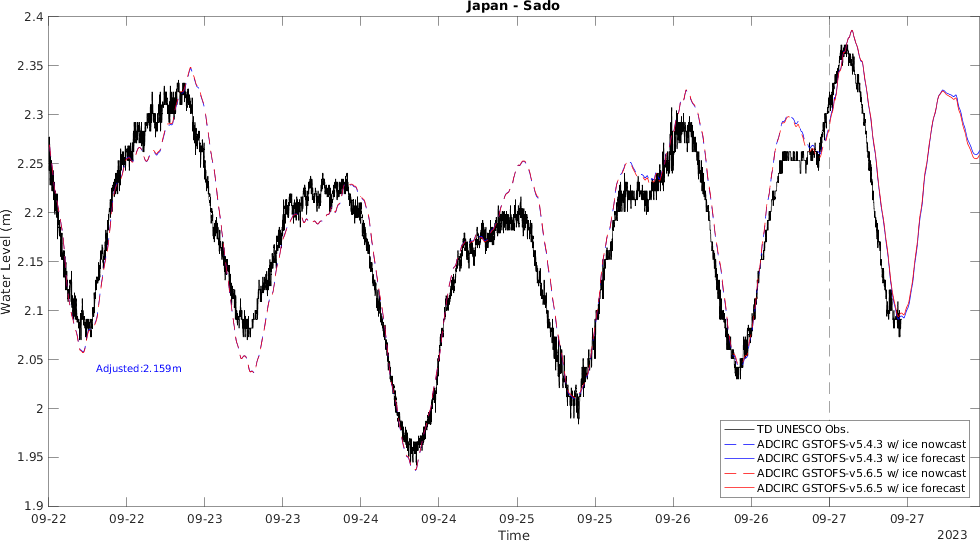 Japan - Sado
2.4
2.35
2.3
2.25
2.2
2.15
2.1
2.05
2
1.95
1.9
Water Level (m)
Adjusted:2.159m
TD UNESCO Obs.
ADCIRC GSTOFS-v5.4.3 w/ ice nowcast
ADCIRC GSTOFS-v5.4.3 w/ ice forecast
ADCIRC GSTOFS-v5.6.5 w/ ice nowcast
ADCIRC GSTOFS-v5.6.5 w/ ice forecast
09-22 09-22 09-23 09-23 09-24 09-24 09-25 09-25 09-26 09-26 09-27 09-27
Time
2023